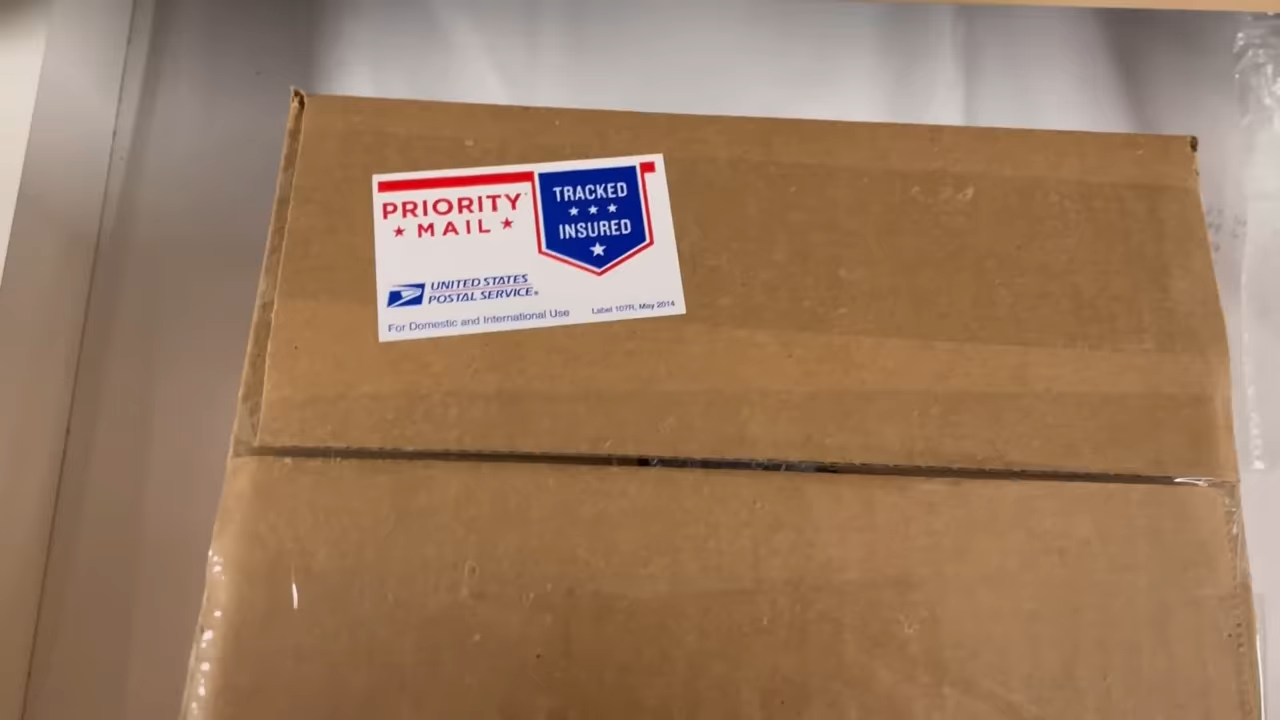 PRIORITY
★ MAIL ★
TRACKED
★ ★ ★
INSURED
★
UNITED STATES
POSTAL SERVICE®
For Domestic and International Use
Label 107R, May 2014